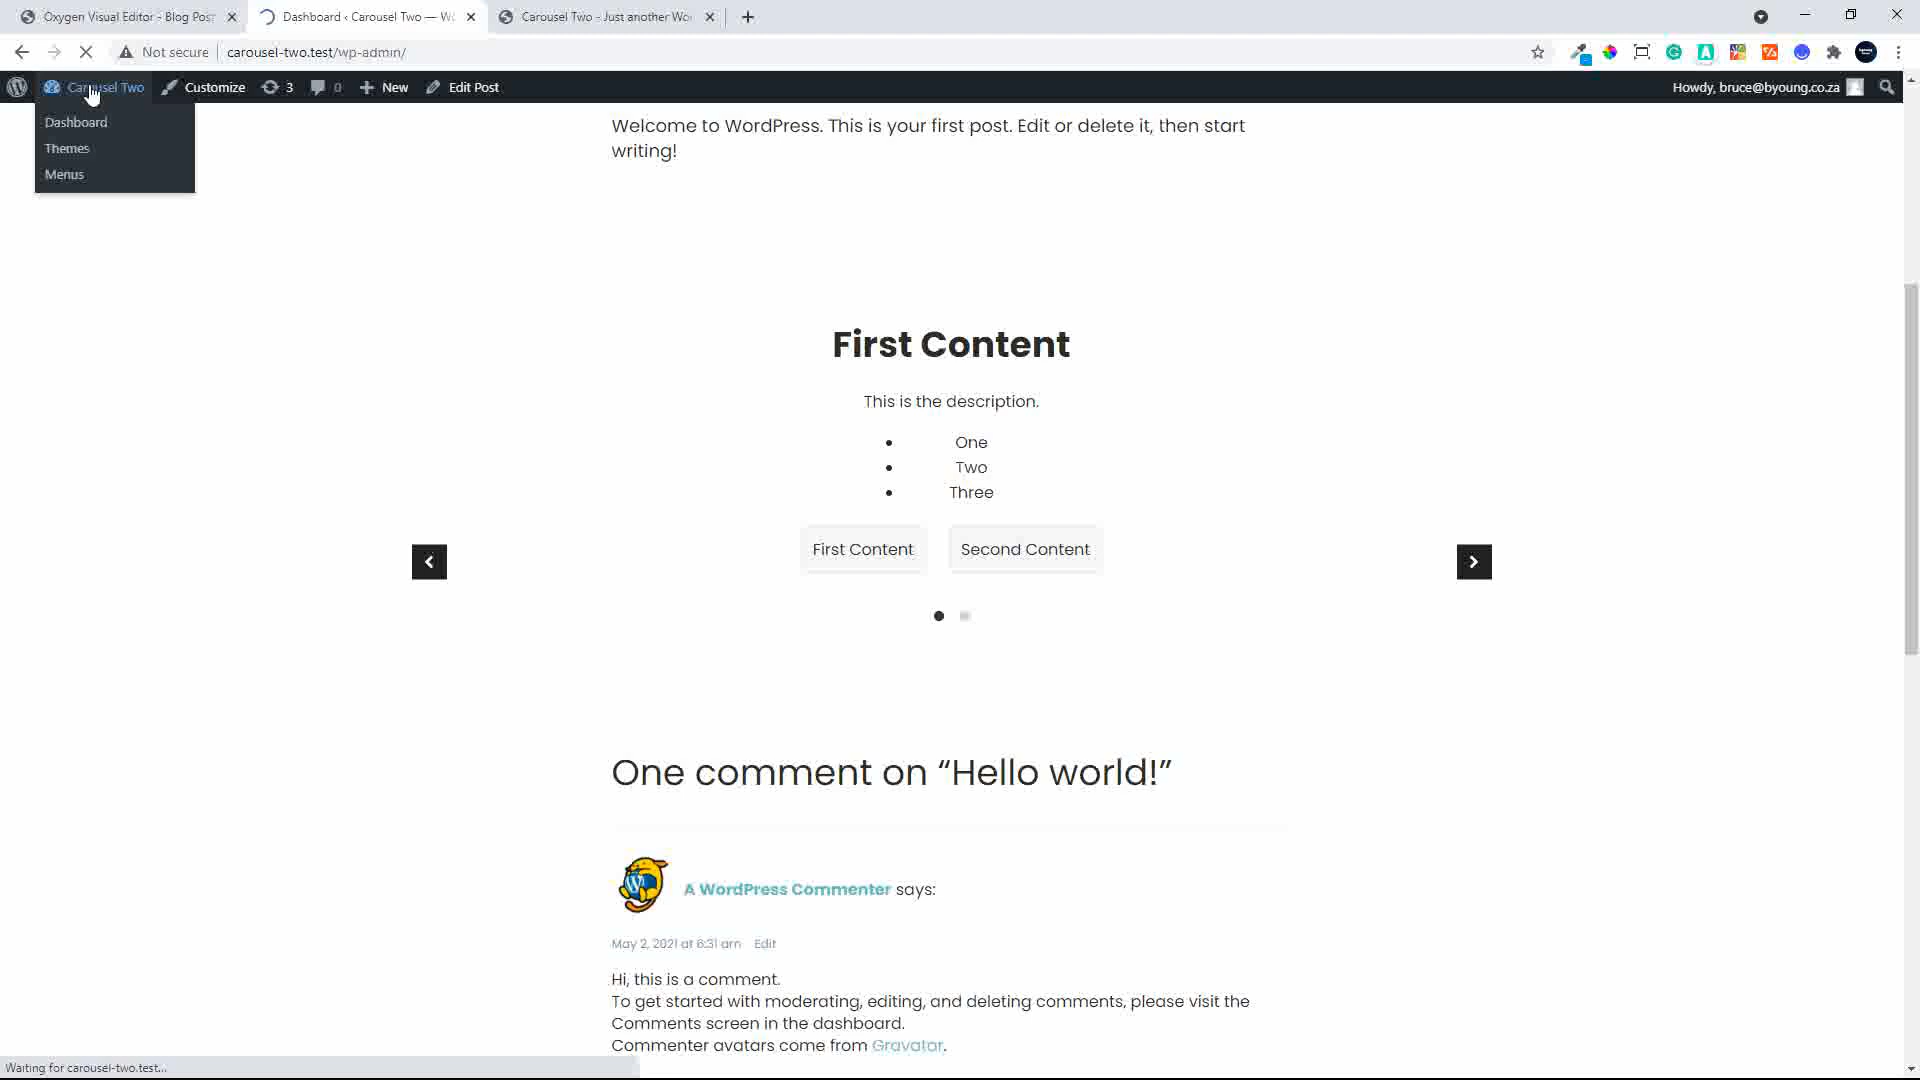 Oxygen Visual Editor - Blog Post
Dashboard ‹ Carousel Two — Wo
Carousel Two - Just another Wo
Not secure
carousel-two.test/wp-admin/
Carousel Two
Customize
3
0
New
Edit Post
Howdy, bruce@byoung.co.za
Dashboard
Themes
Menus
Welcome to WordPress. This is your first post. Edit or delete it, then start
writing!
First Content
This is the description.
One
Two
Three
First Content
Second Content
One comment on “Hello world!”
A WordPress Commenter says:
May 2, 2021 at 6:31 am Edit
Hi, this is a comment.
To get started with moderating, editing, and deleting comments, please visit the
Comments screen in the dashboard.
Commenter avatars come from Gravatar.
Waiting for carousel-two.test...